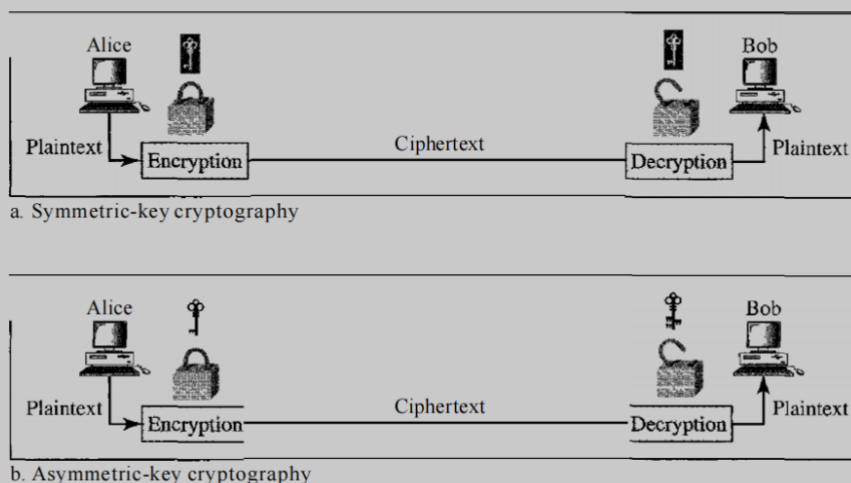 Alice
Bob
Plaintext
Encryption
Ciphertext
Decryption
Plaintext
a. Symmetric-key cryptography
Alice
Bob
Plaintext
Encryption
Ciphertext
Decryption
Plaintext
b. Asymmetric-key cryptography